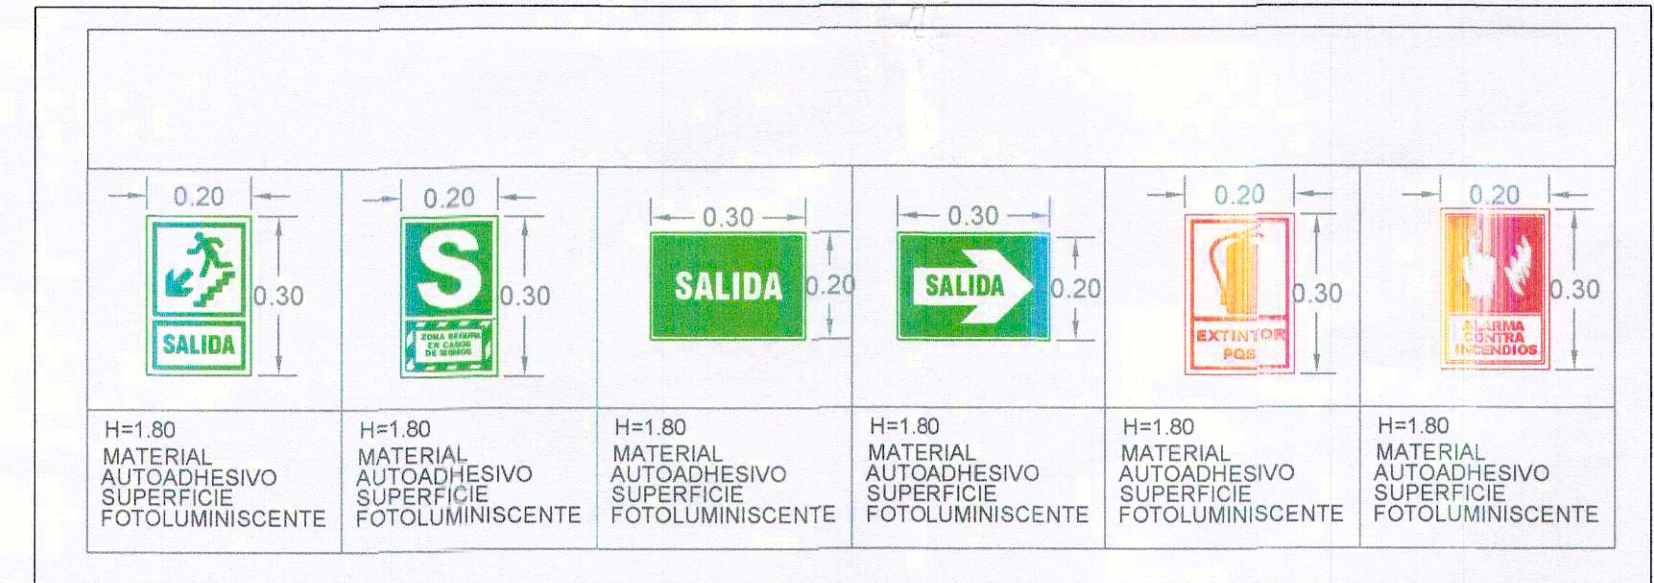 0.20
0.30
SALIDA
H=1.80
MATERIAL
AUTOADHESIVO
SUPERFICIE
FOTOLUMINISCENTE
0.20
0.30
S
ZONA SEGURA
EN CASOS
DE SISMOS
H=1.80
MATERIAL
AUTOADHESIVO
SUPERFICIE
FOTOLUMINISCENTE
0.30
0.20
SALIDA
H=1.80
MATERIAL
AUTOADHESIVO
SUPERFICIE
FOTOLUMINISCENTE
0.30
0.20
SALIDA
H=1.80
MATERIAL
AUTOADHESIVO
SUPERFICIE
FOTOLUMINISCENTE
0.20
0.30
EXTINTOR
PQS
H=1.80
MATERIAL
AUTOADHESIVO
SUPERFICIE
FOTOLUMINISCENTE
0.20
0.30
ALARMA
CONTRA
INCENDIOS
H=1.80
MATERIAL
AUTOADHESIVO
SUPERFICIE
FOTOLUMINISCENTE